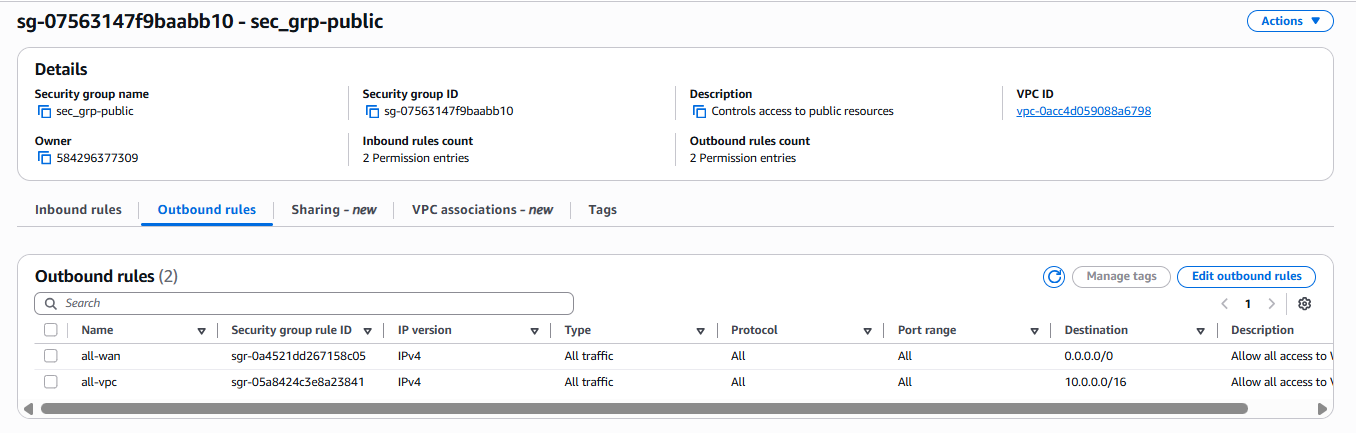 sg-07563147f9baabb10 - sec_grp-public
Actions
Details
Security group name
sec_grp-public
Security group ID
sg-07563147f9baabb10
Description
Controls access to public resources
VPC ID
vpc-0acc4d059088a6798
Owner
584296377309
Inbound rules count
2 Permission entries
Outbound rules count
2 Permission entries
Inbound rules Outbound rules Sharing - new VPC associations - new Tags
Outbound rules (2)
Manage tags
Edit outbound rules
Search
1
Name Security group rule ID IP version Type Protocol Port range Destination Description
all-wan sgr-0a4521dd267158c05 IPv4 All traffic All All 0.0.0.0/0 Allow all access to
all-vpc sgr-05a8424c3e8a23841 IPv4 All traffic All All 10.0.0.0/16 Allow all access to